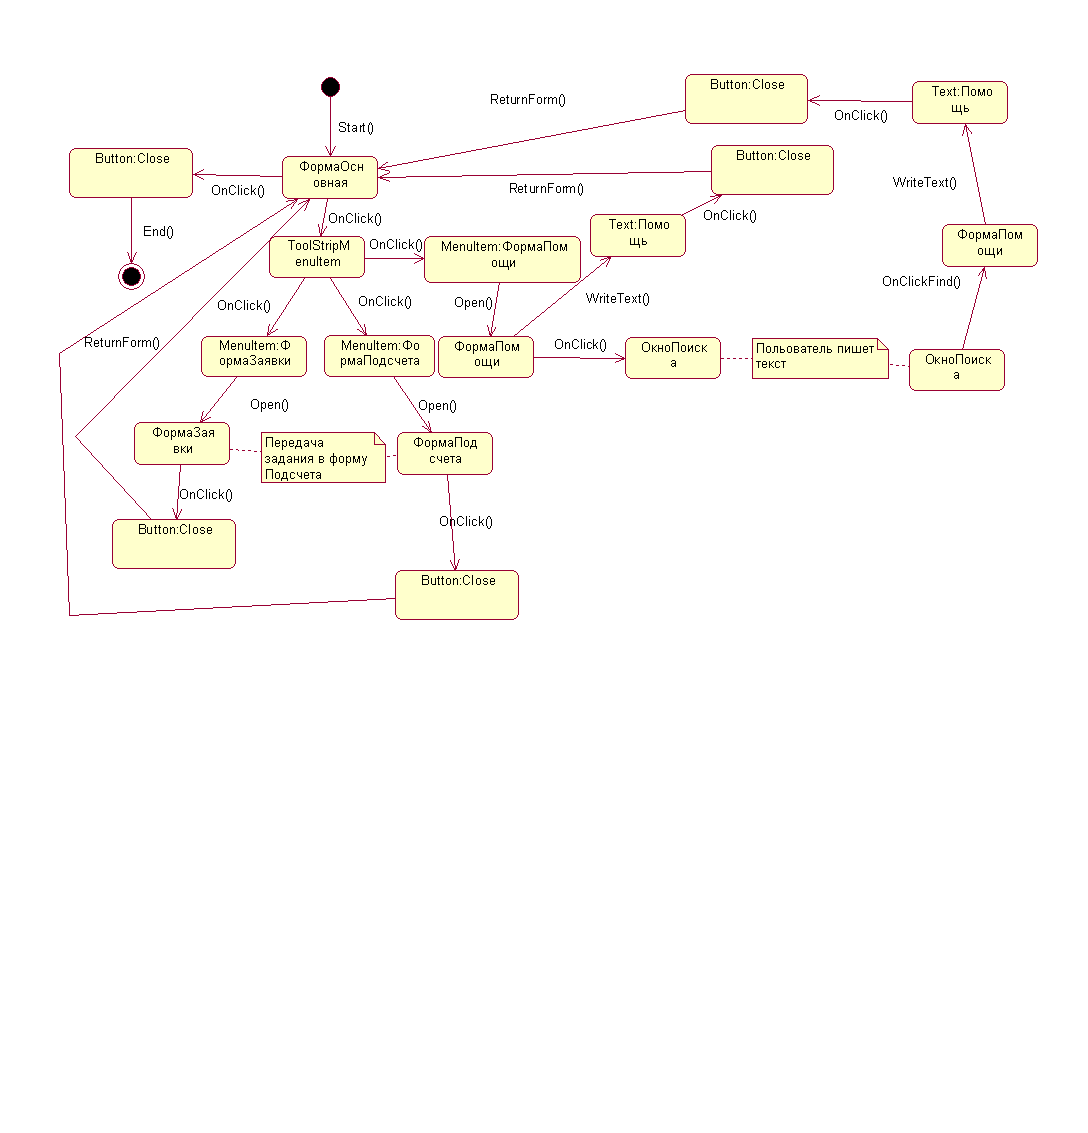 Button:Close
ReturnForm()
Text:Помо
щь
OnClick()
Start()
Button:Close
ФормаОсн
овная
OnClick()
Button:Close
ReturnForm()
WriteText()
OnClick()
Text:Помо
щь
OnClick()
End()
ToolStripM
enuItem
OnClick()
MenuItem:ФормаПом
ощи
ФормаПом
ощи
OnClickFind()
OnClick()
OnClick()
Open()
WriteText()
ReturnForm()
MenuItem:Ф
ормаЗаявки
MenuItem:Фо
рмаПодсчета
ФормаПом
ощи
OnClick()
ОкноПоиск
а
Пользователь пишет
текст
ОкноПоиск
а
Open()
Open()
ФормаЗая
вки
Передача
задания в форму
Подсчета
ФормаПод
счета
OnClick()
Button:Close
OnClick()
Button:Close